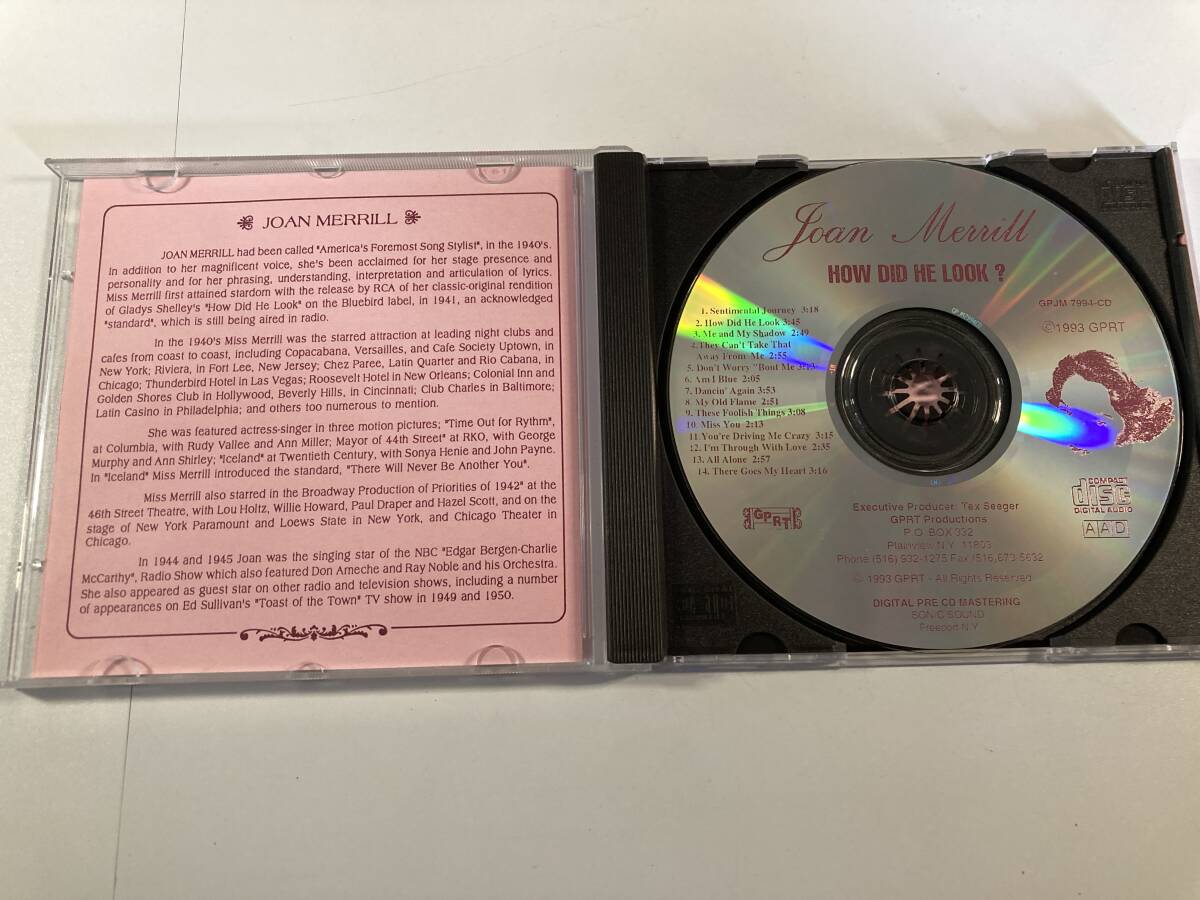 JOAN MERRILL
JOAN MERRILL had been called "America's Foremost Song Stylist", in the 1940's.
In addition to her magnificent voice, she's been acclaimed for her stage presence and
personality and for her phrasing, understanding, interpretation and articulation of lyrics.
Miss Merrill first attained stardom with the release by RCA of her classic-original rendition
of Gladys Shelley's "How Did He Look" on the Bluebird label, in 1941, an acknowledged
"standard", which is still being aired in radio.
In the 1940's Miss Merrill was the starred attraction at leading night clubs and
cafes from coast to coast, including Copacabana, Versailles, and Cafe Society Uptown, in
New York; Riviera, in Fort Lee, New Jersey; Chez Paree, Latin Quarter and Rio Cabana, in
Chicago; Thunderbird Hotel in Las Vegas; Roosevelt Hotel in New Orleans; Colonial Inn and
Golden Shores Club in Hollywood, Beverly Hills, in Cincinnati; Club Charles in Baltimore;
Latin Casino in Philadelphia; and others too numerous to mention.
She was featured actress-singer in three motion pictures; "Time Out for Rythm",
at Columbia, with Rudy Vallee and Ann Miller; Mayor of 44th Street" at RKO, with George
Murphy and Ann Shirley; "Iceland" at Twentieth Century, with Sonya Henie and John Payne.
In "Iceland" Miss Merrill introduced the standard, "There Will Never Be Another You".
Miss Merrill also starred in the Broadway Production of Priorities of 1942" at the
46th Street Theatre, with Lou Holtz, Willie Howard, Paul Draper and Hazel Scott, and on the
stage of New York Paramount and Loews State in New York, and Chicago Theater in
Chicago.
In 1944 and 1945 Joan was the singing star of the NBC "Edgar Bergen-Charlie
McCarthy", Radio Show which also featured Don Ameche and Ray Noble and his Orchestra.
She also appeared as guest star on other radio and television shows, including a number
of appearances on Ed Sullivan's "Toast of the Town" TV show in 1949 and 1950.
Joan Merrill
HOW DID HE LOOK ?
GPJM 7994-CD
©1993 GPRT
1. Sentimental Journey 3:18
2. How Did He Look 3:45
3. Me and My Shadow 2:49
2. They Can't Take That
Away From Me 2:55
5. Don't Worry "Bout Me 3:13
6. Am I Blue 2:05
7. Dancin' Again 3:53
8. My Old Flame 2:51
9. These Foolish Things 3:08
10. Miss You 2:13
11. You're Driving Me Crazy 3:15
12. I'm Through With Love 2:35
13. All Alone 2:57
14. There Goes My Heart 3:16
GPRT
COMPACT
disc
DIGITAL AUDIO
AAD
Executive Producer: Tex Seeger
GPRT Productions
P.O. BOX 332
Plainview N.Y. 11803
Phone (516) 932-1275 Fax (516) 673-5632
© 1993 GPRT - All Rights Reserved
DIGITAL PRE CD MASTERING
SONIC SOUND
Freeport N.Y.